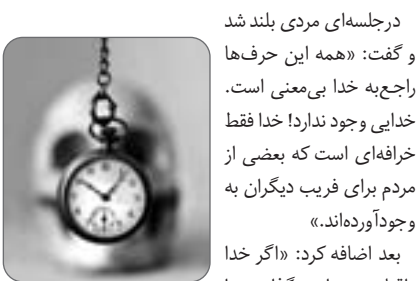 درجلسه‌ای مردی بلند شد
و گفت: «همه این حرف‌ها
راجع‌به خدا بی‌معنی است.
خدایی وجود ندارد! خدا فقط
خرافه‌ای است که بعضی از
مردم برای فریب دیگران به
وجودآورده‌اند.»
بعد اضافه کرد: «اگر خدا